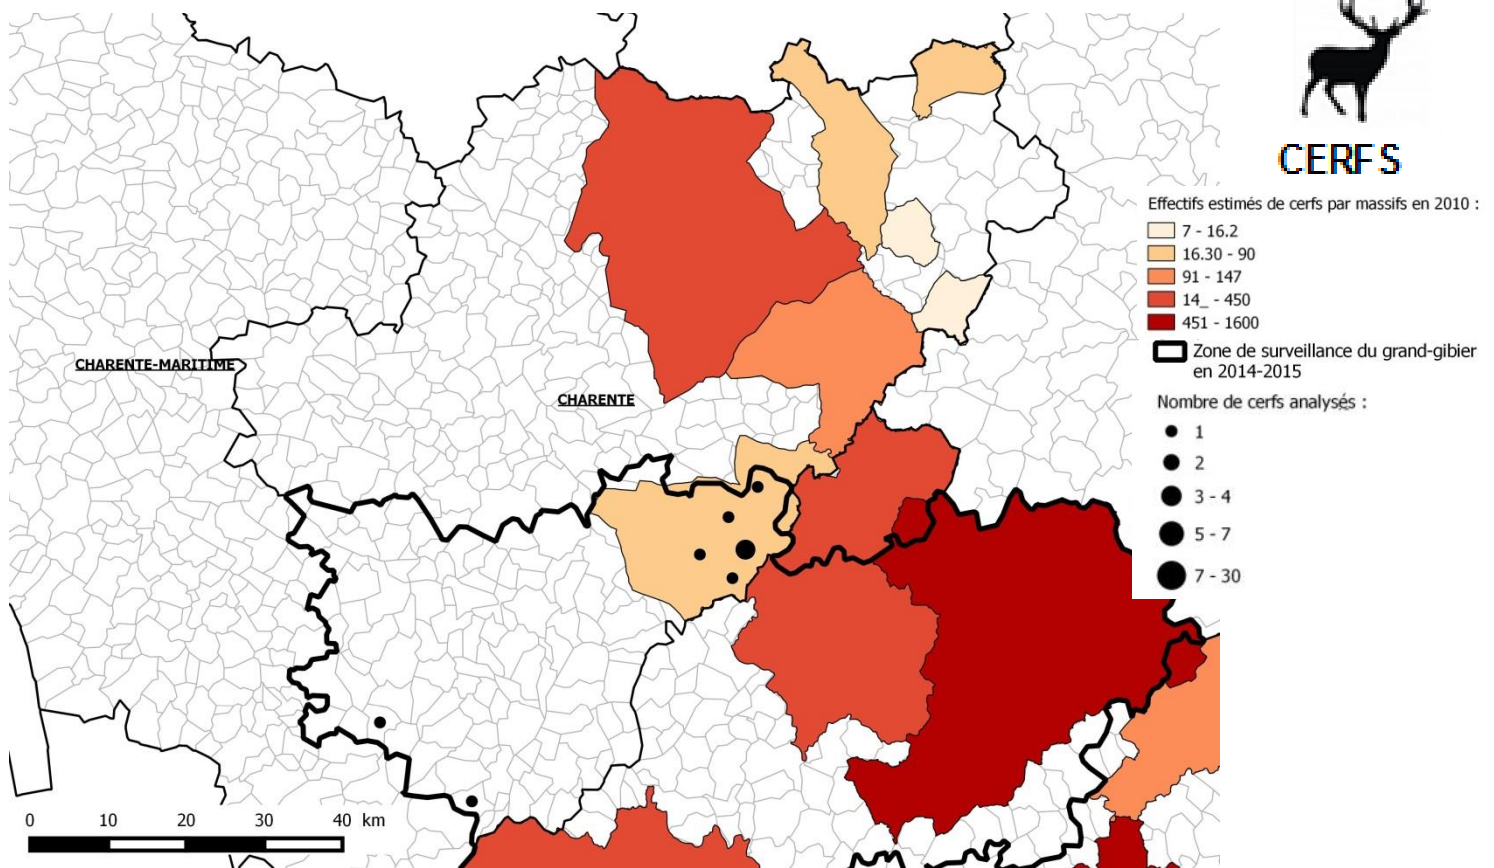 CERFS
Effectifs estimés de cerfs par massifs en 2010 :
7 - 16.2
16.30 - 90
91 - 147
14_ - 450
451 - 1600
Zone de surveillance du grand-gibier
en 2014-2015
Nombre de cerfs analysés :
1
2
3 - 4
5 - 7
7 - 30
CHARENTE-MARITIME
CHARENTE
0 10 20 30 40 km